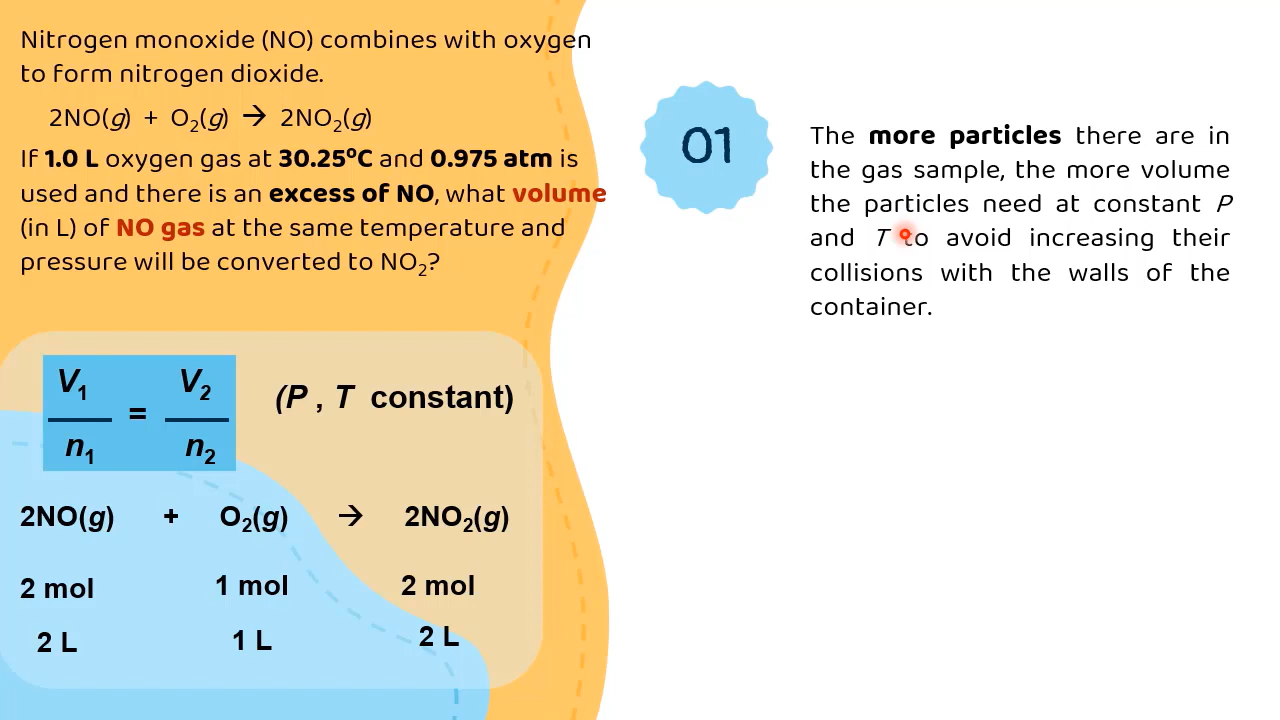 Nitrogen monoxide (NO) combines with oxygen
to form nitrogen dioxide.
2NO(g) + O₂(g) → 2NO₂(g)
If 1.0 L oxygen gas at 30.25ºC and 0.975 atm is
used and there is an excess of NO, what volume
(in L) of NO gas at the same temperature and
pressure will be converted to NO₂?
V₁ / n₁ = V₂ / n₂ (P , T constant)
2NO(g) + O₂(g) → 2NO₂(g)
2 mol 1 mol 2 mol
2 L 1 L 2 L
01
The more particles there are in
the gas sample, the more volume
the particles need at constant P
and T to avoid increasing their
collisions with the walls of the
container.